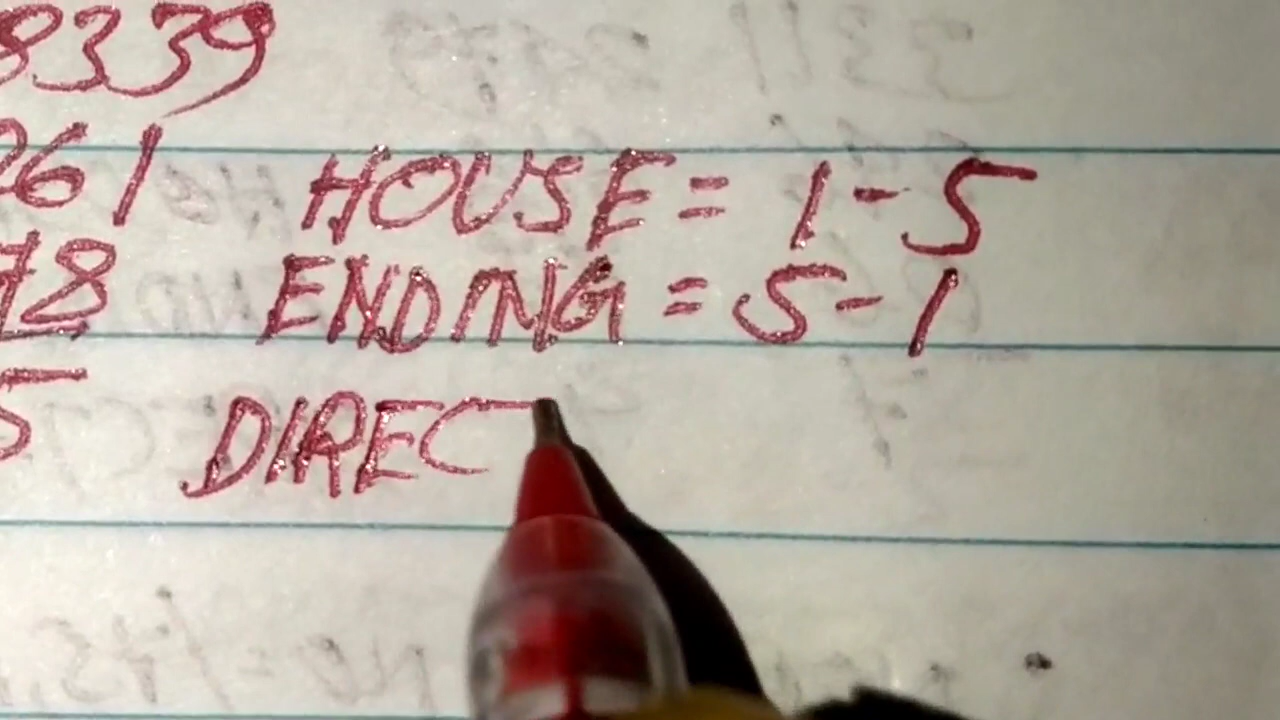 8339
261 HOUSE = 1-5
78 ENDING = 5-1
5 DIREC